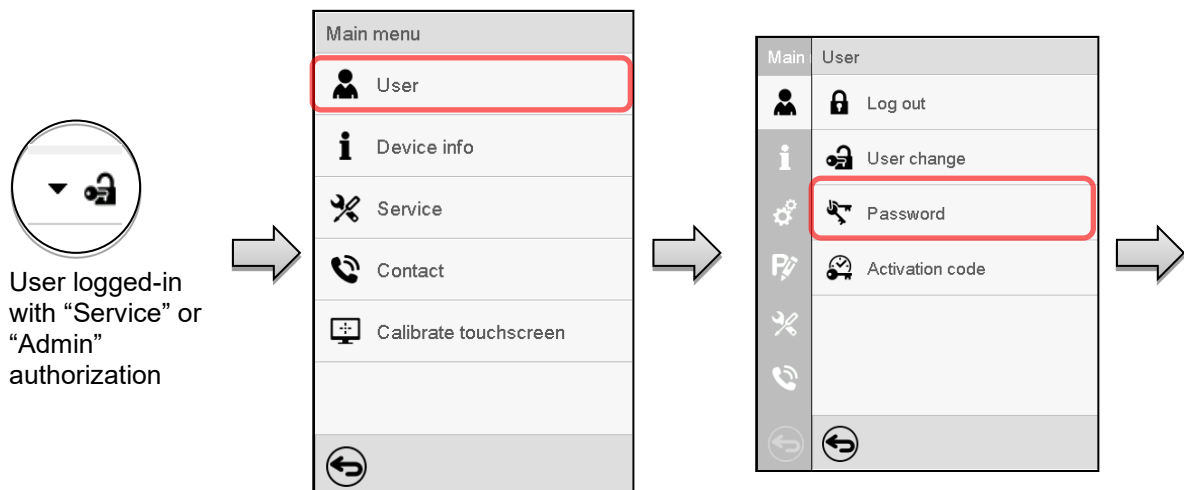 User logged-in
with “Service” or
“Admin”
authorization
Main menu
User
Device info
Service
Contact
Calibrate touchscreen
Main
User
Log out
User change
Password
Activation code